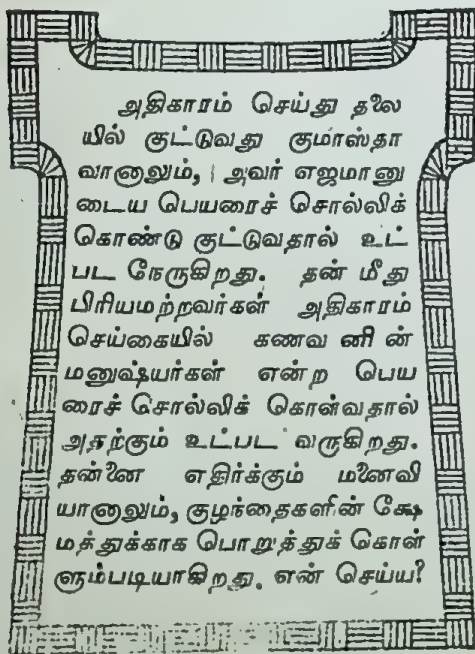 அதிகாரம் செய்து தலை
யில் குட்டுவது குமாஸ்தா
வானாலும், அவர் எஜமானு
டைய பெயரைச் சொல்லிக்
கொண்டு குட்டுவதால் உட்
பட நேருகிறது. தன் மீது
பிரியமற்றவர்கள் அதிகாரம்
செய்கையில் கணவ னி ன்
மனுஷ்யர்கள் என்ற பெய
ரைச் சொல்லிக் கொள்வதால்
அதற்கும் உட்பட வருகிறது.
தன்னை எதிர்க்கும் மனைவி
யானாலும், குழந்தைகளின் க்ஷே
மத்துக்காக பொறுத்துக் கொள்
ளும்படியாகிறது. என் செய்ய?